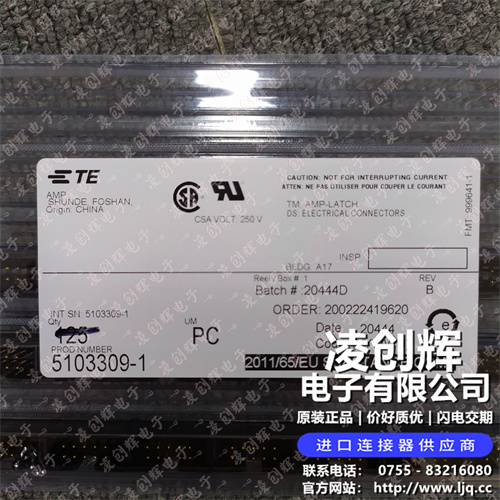 TE
AMP
SHUNDE, FOSHAN,
Origin: CHINA
CSA VOLT. 250 V
CAUTION: NOT FOR INTERRUPTING CURRENT
ATTEN: NE PAS UTILISER POUR COUPER LE COURANT
TM. AMP-LATCH
DS: ELECTRICAL CONNECTORS
FMT: 999641-1
INSP
BLDG: A17
Reel / Box # : 1
Batch # : 20444D
REV
B
ORDER: 200222419620
INT SN: 5103309-1
Qty
125
UM
PC
Date : 20444
PROD NUMBER
5103309-1
2011/65/EU
凌创辉
电子有限公司
原装正品 | 价好质优 | 闪电交期
进口连接器供应商
联系电话: 0755 - 83216080
官方网站: www.ljq.cc
凌创辉电子